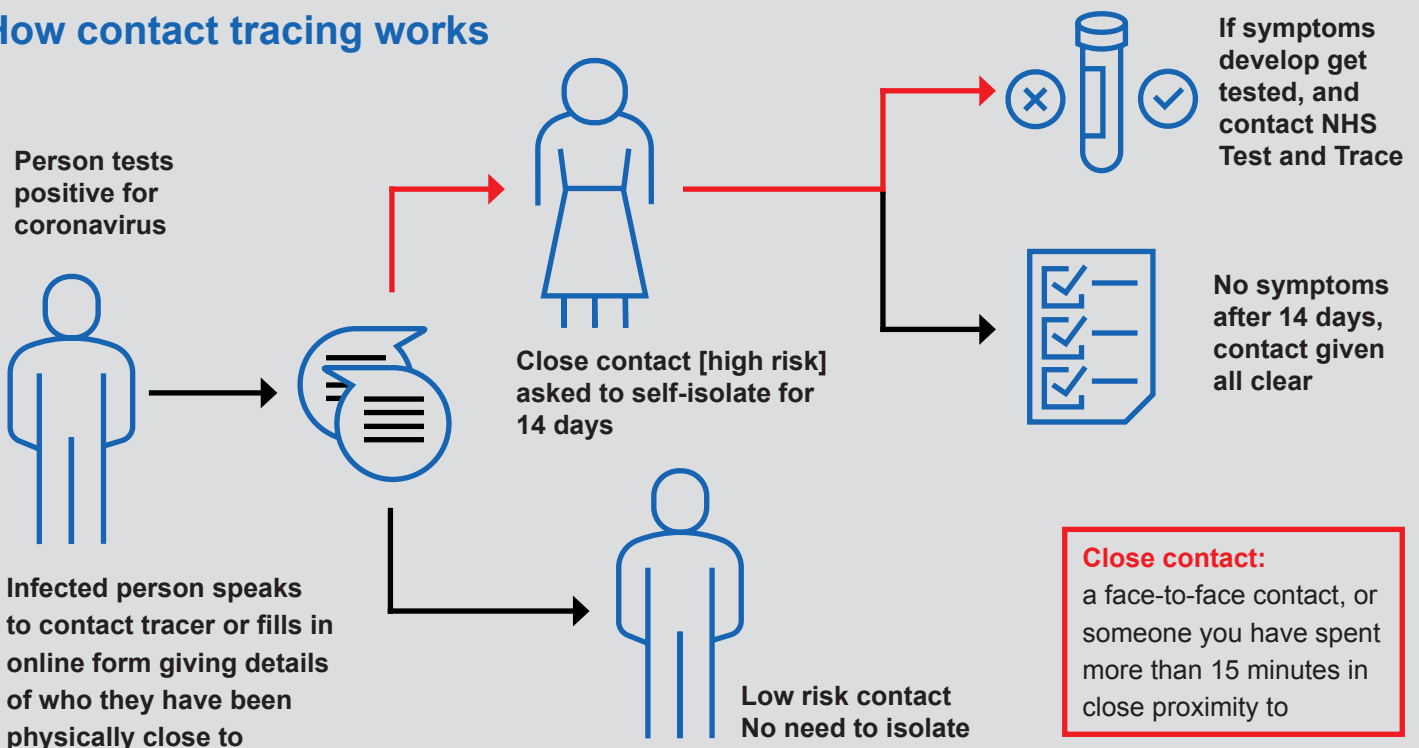 How contact tracing works
Person tests
positive for
coronavirus
Infected person speaks
to contact tracer or fills in
online form giving details
of who they have been
physically close to
Close contact [high risk]
asked to self-isolate for
14 days
Low risk contact
No need to isolate
If symptoms
develop get
tested, and
contact NHS
Test and Trace
No symptoms
after 14 days,
contact given
all clear
Close contact:
a face-to-face contact, or
someone you have spent
more than 15 minutes in
close proximity to